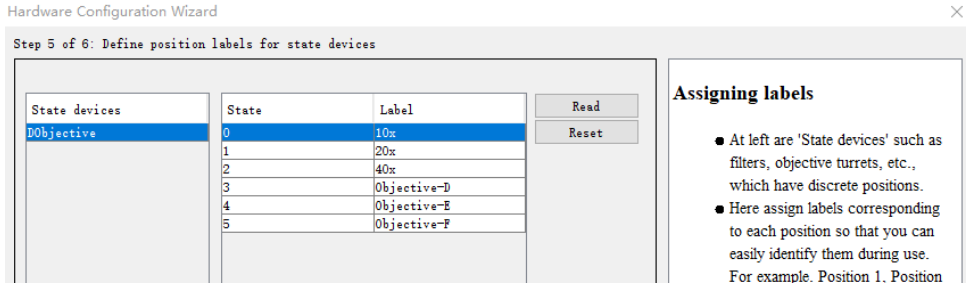 Hardware Configuration Wizard
Step 5 of 6: Define position labels for state devices
State devices
DObjective
State Label
0 10x
1 20x
2 40x
3 Objective-D
4 Objective-E
5 Objective-F
Read
Reset
Assigning labels
At left are 'State devices' such as
filters, objective turrets, etc.,
which have discrete positions.
Here assign labels corresponding
to each position so that you can
easily identify them during use.
For example, Position 1, Position